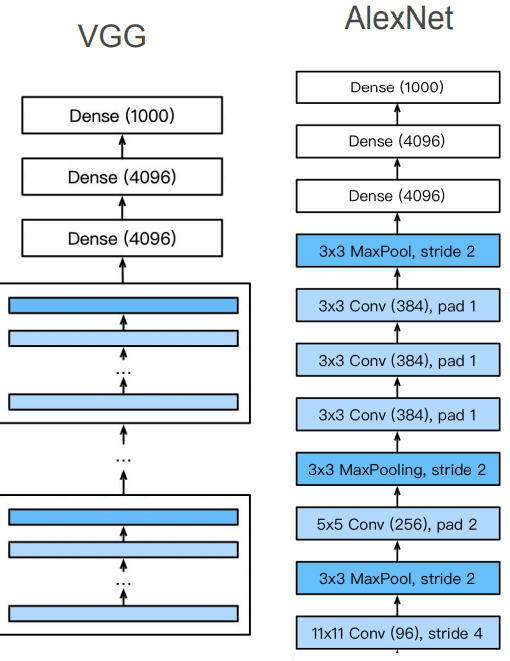 VGG
Dense (1000)
Dense (4096)
Dense (4096)
...
...
...
AlexNet
Dense (1000)
Dense (4096)
Dense (4096)
3x3 MaxPool, stride 2
3x3 Conv (384), pad 1
3x3 Conv (384), pad 1
3x3 Conv (384), pad 1
3x3 MaxPooling, stride 2
5x5 Conv (256), pad 2
3x3 MaxPool, stride 2
11x11 Conv (96), stride 4